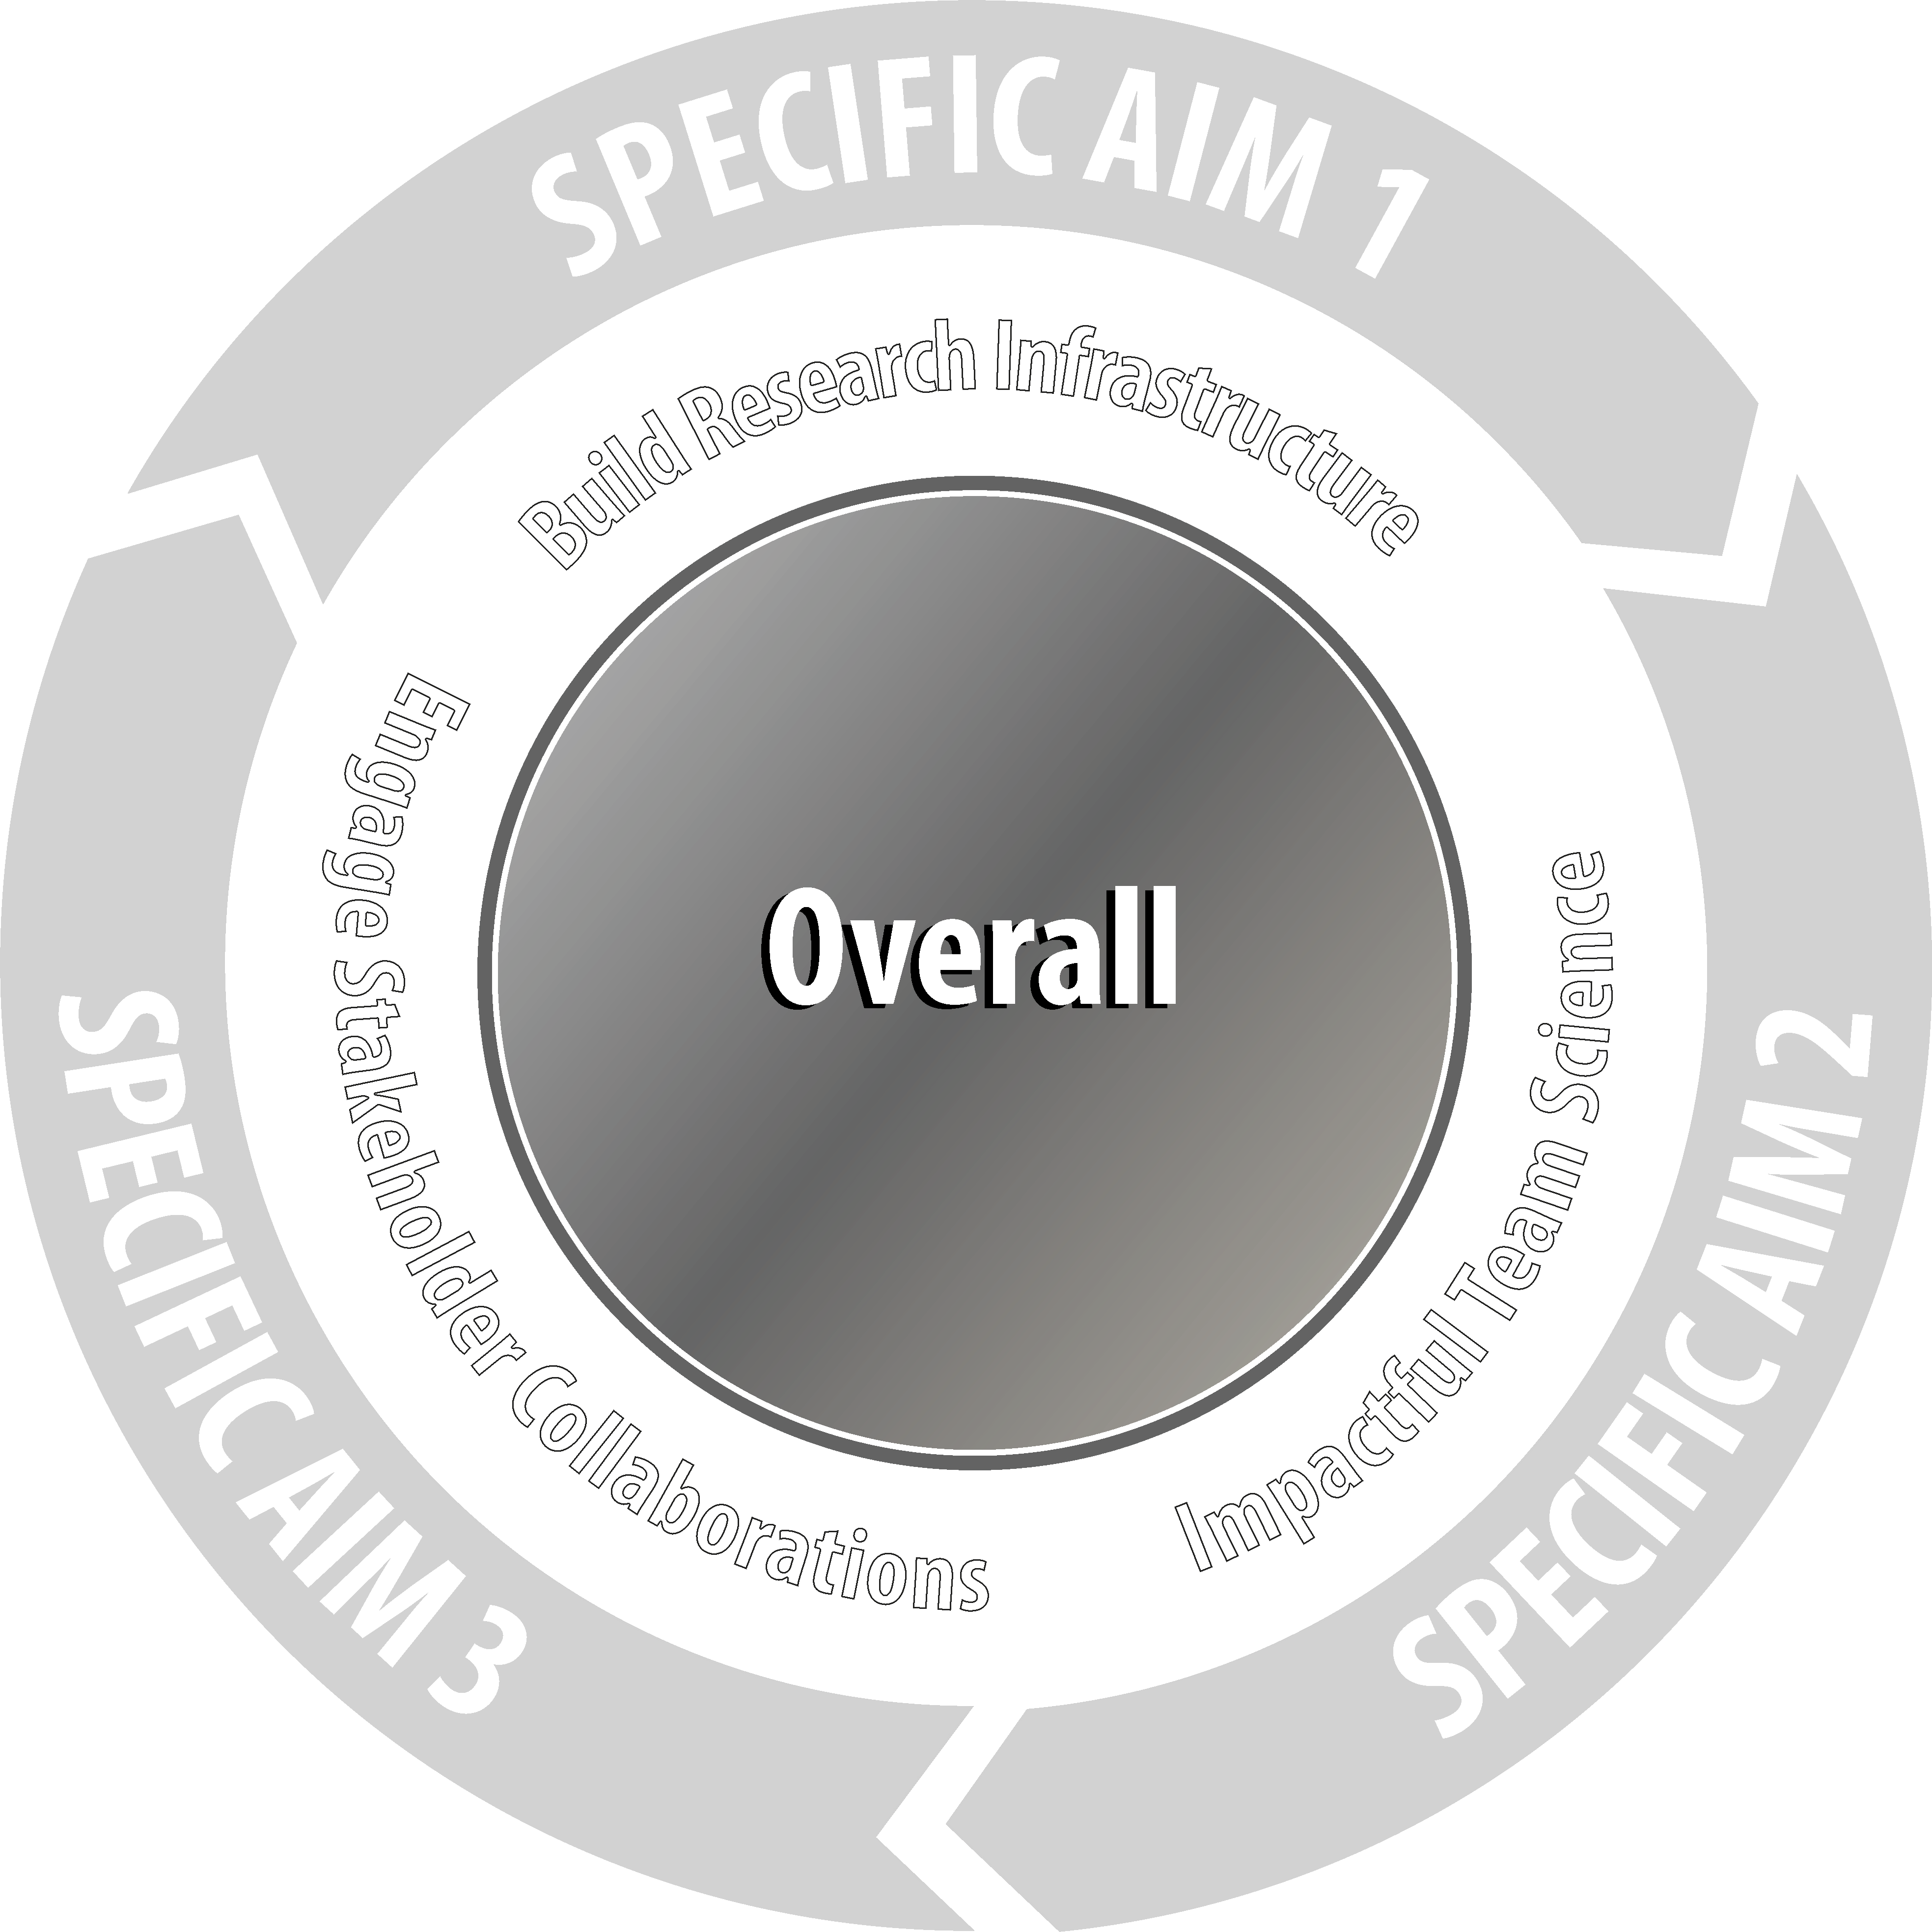 SPECIFIC AIM 1
Build Research Infrastructure
SPECIFIC AIM 2
Impactful Team Science
SPECIFIC AIM 3
Engage Stakeholder Collaborations
Overall